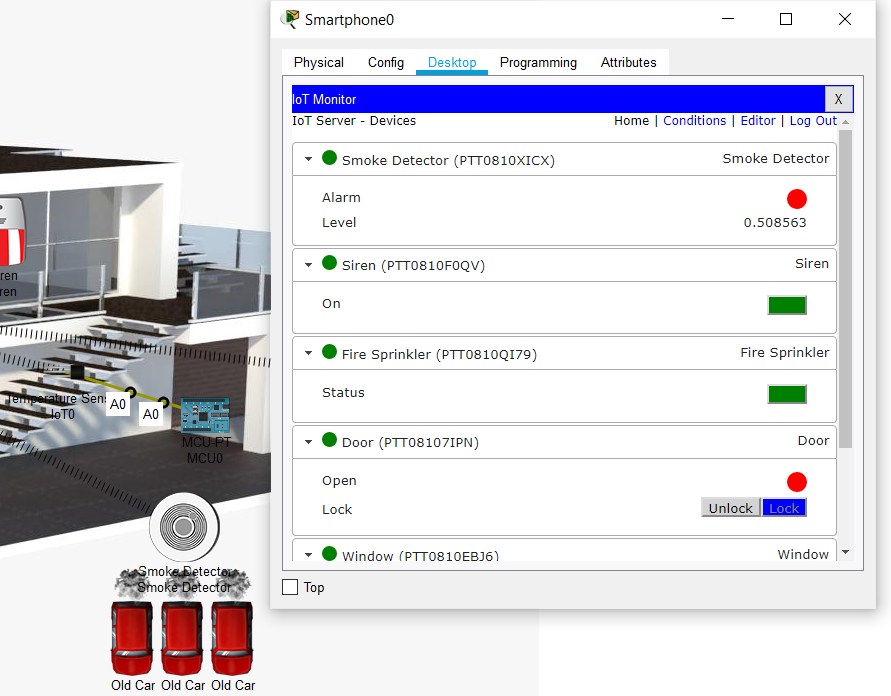 Smartphone0
Physical Config Desktop Programming Attributes
IoT Monitor X
IoT Server - Devices Home | Conditions | Editor | Log Out
Smoke Detector (PTT0810XICX) Smoke Detector
Alarm
Level 0.508563
Siren (PTT0810F0QV) Siren
On
Fire Sprinkler (PTT0810QI79) Fire Sprinkler
Status
Door (PTT08107IPN) Door
Open
Lock Unlock Lock
Window (PTT0810EBJ6) Window
Top
ren
ren
Temperature Sens
IoT0
A0
A0
MCU-PT
MCU0
Smoke Detector
Smoke Detector
Old Car Old Car Old Car